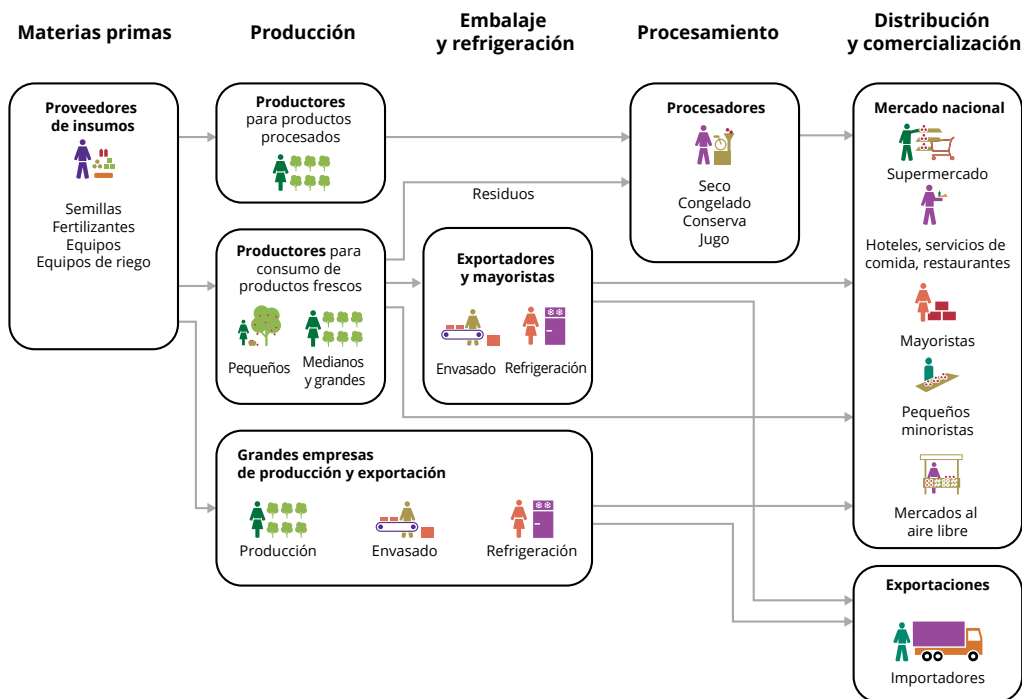 Materias primas
Producción
Embalaje
y refrigeración
Procesamiento
Distribución
y comercialización
Proveedores
de insumos
Semillas
Fertilizantes
Equipos
Equipos de riego
Productores
para productos
procesados
Productores para
consumo de
productos frescos
Pequeños
Medianos
y grandes
Grandes empresas
de producción y exportación
Producción
Envasado
Refrigeración
Residuos
Exportadores
y mayoristas
Envasado
Refrigeración
Procesadores
Seco
Congelado
Conserva
Jugo
Mercado nacional
Supermercado
Hoteles, servicios de
comida, restaurantes
Mayoristas
Pequeños
minoristas
Mercados al
aire libre
Exportaciones
Importadores